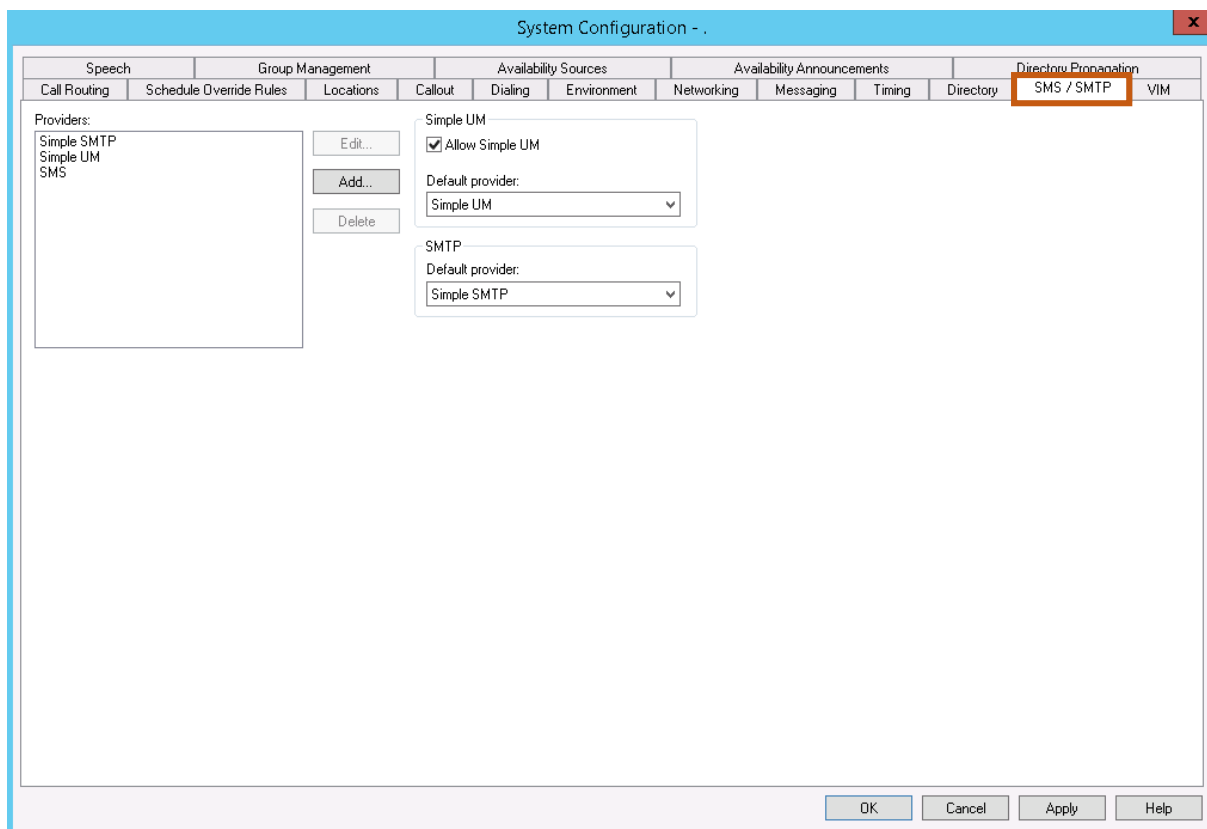 System Configuration - .
x
Speech Group Management Availability Sources Availability Announcements Directory Propagation
Call Routing Schedule Override Rules Locations Callout Dialing Environment Networking Messaging Timing Directory SMS / SMTP VIM
Providers:
Simple SMTP
Simple UM
SMS
Edit...
Add...
Delete
Simple UM
Allow Simple UM
Default provider:
Simple UM
SMTP
Default provider:
Simple SMTP
OK Cancel Apply Help